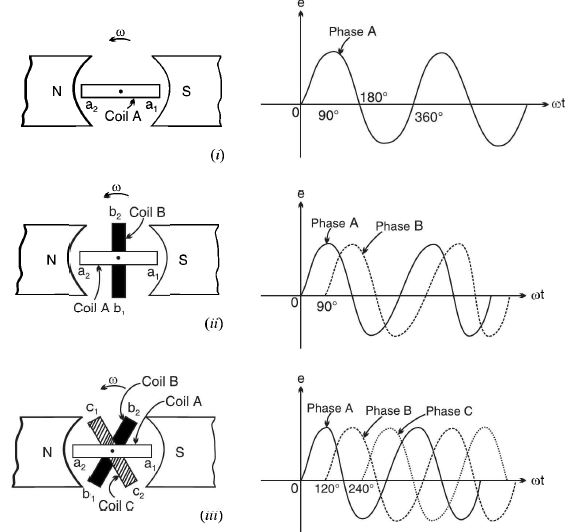 ω
N
S
a₂
a₁
Coil A
(i)
e
Phase A
0
90°
180°
360°
ωt
ω
b₂
Coil B
N
S
a₂
a₁
Coil A
b₁
(ii)
e
Phase A
Phase B
0
90°
ωt
ω
Coil B
Coil A
c₁
b₂
N
S
a₂
a₁
b₁
c₂
Coil C
(iii)
e
Phase A
Phase B
Phase C
0
120°
240°
ωt